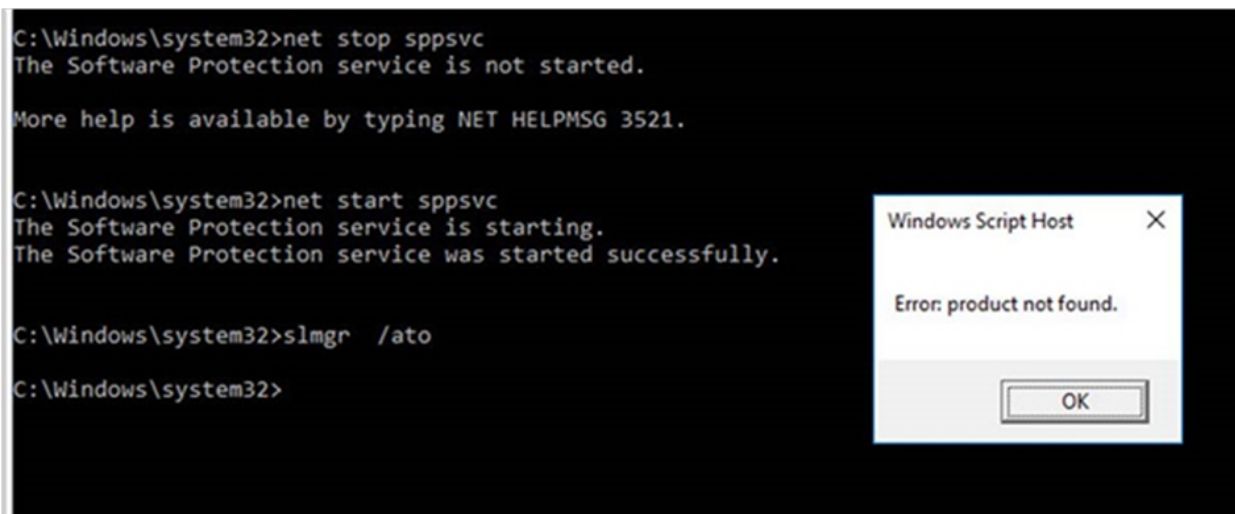 C:\Windows\system32>net stop sppsvc
The Software Protection service is not started.
More help is available by typing NET HELPMSG 3521.
C:\Windows\system32>net start sppsvc
The Software Protection service is starting.
The Software Protection service was started successfully.
C:\Windows\system32>slmgr  /ato
C:\Windows\system32>
Windows Script Host
Error: product not found.
OK